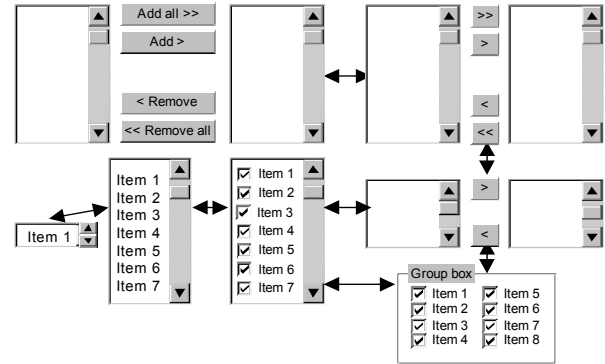 Add all >>
Add >
< Remove
<< Remove all
>>
>
<
<<
Item 1
Item 1
Item 2
Item 3
Item 4
Item 5
Item 6
Item 7
Item 1
Item 2
Item 3
Item 4
Item 5
Item 6
Item 7
>
<
Group box
Item 1
Item 2
Item 3
Item 4
Item 5
Item 6
Item 7
Item 8